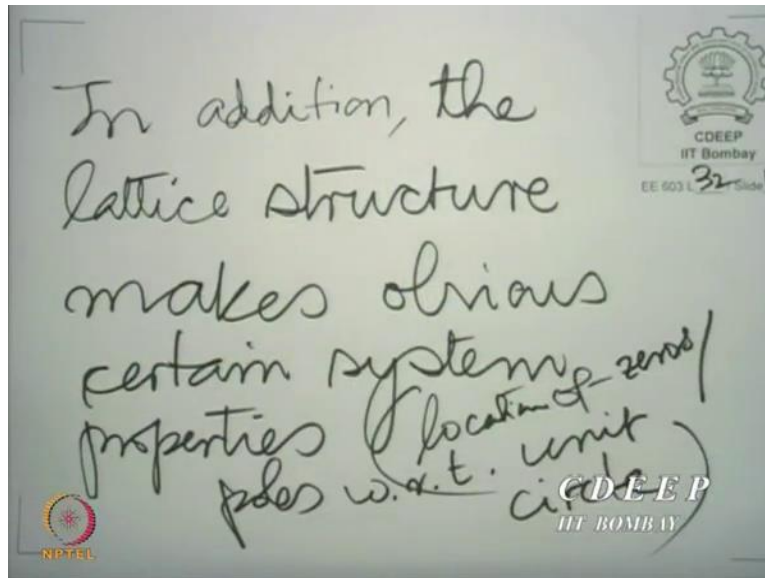 In addition, the
lattice structure
makes obvious
certain system
properties (location of zeros/
poles w.r.t. unit
circle)
CDEEP
IIT Bombay
EE 603 L 32 / Slide
CDEEP
IIT BOMBAY
NPTEL